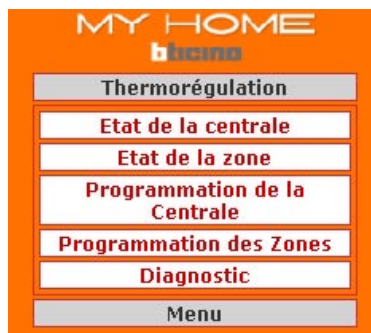 MY HOME
bticino
Thermorégulation
Etat de la centrale
Etat de la zone
Programmation de la
Centrale
Programmation des Zones
Diagnostic
Menu